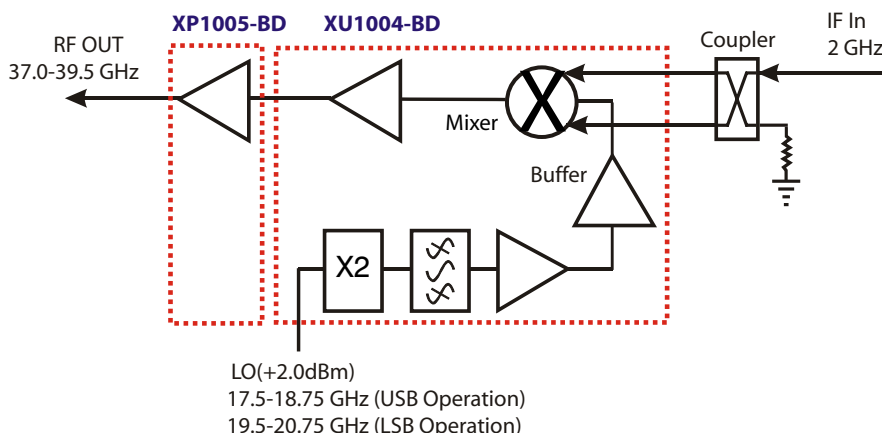 XP1005-BD
XU1004-BD
RF OUT
37.0-39.5 GHz
Coupler
IF In
2 GHz
Mixer
Buffer
X2
LO(+2.0dBm)
17.5-18.75 GHz (USB Operation)
19.5-20.75 GHz (LSB Operation)